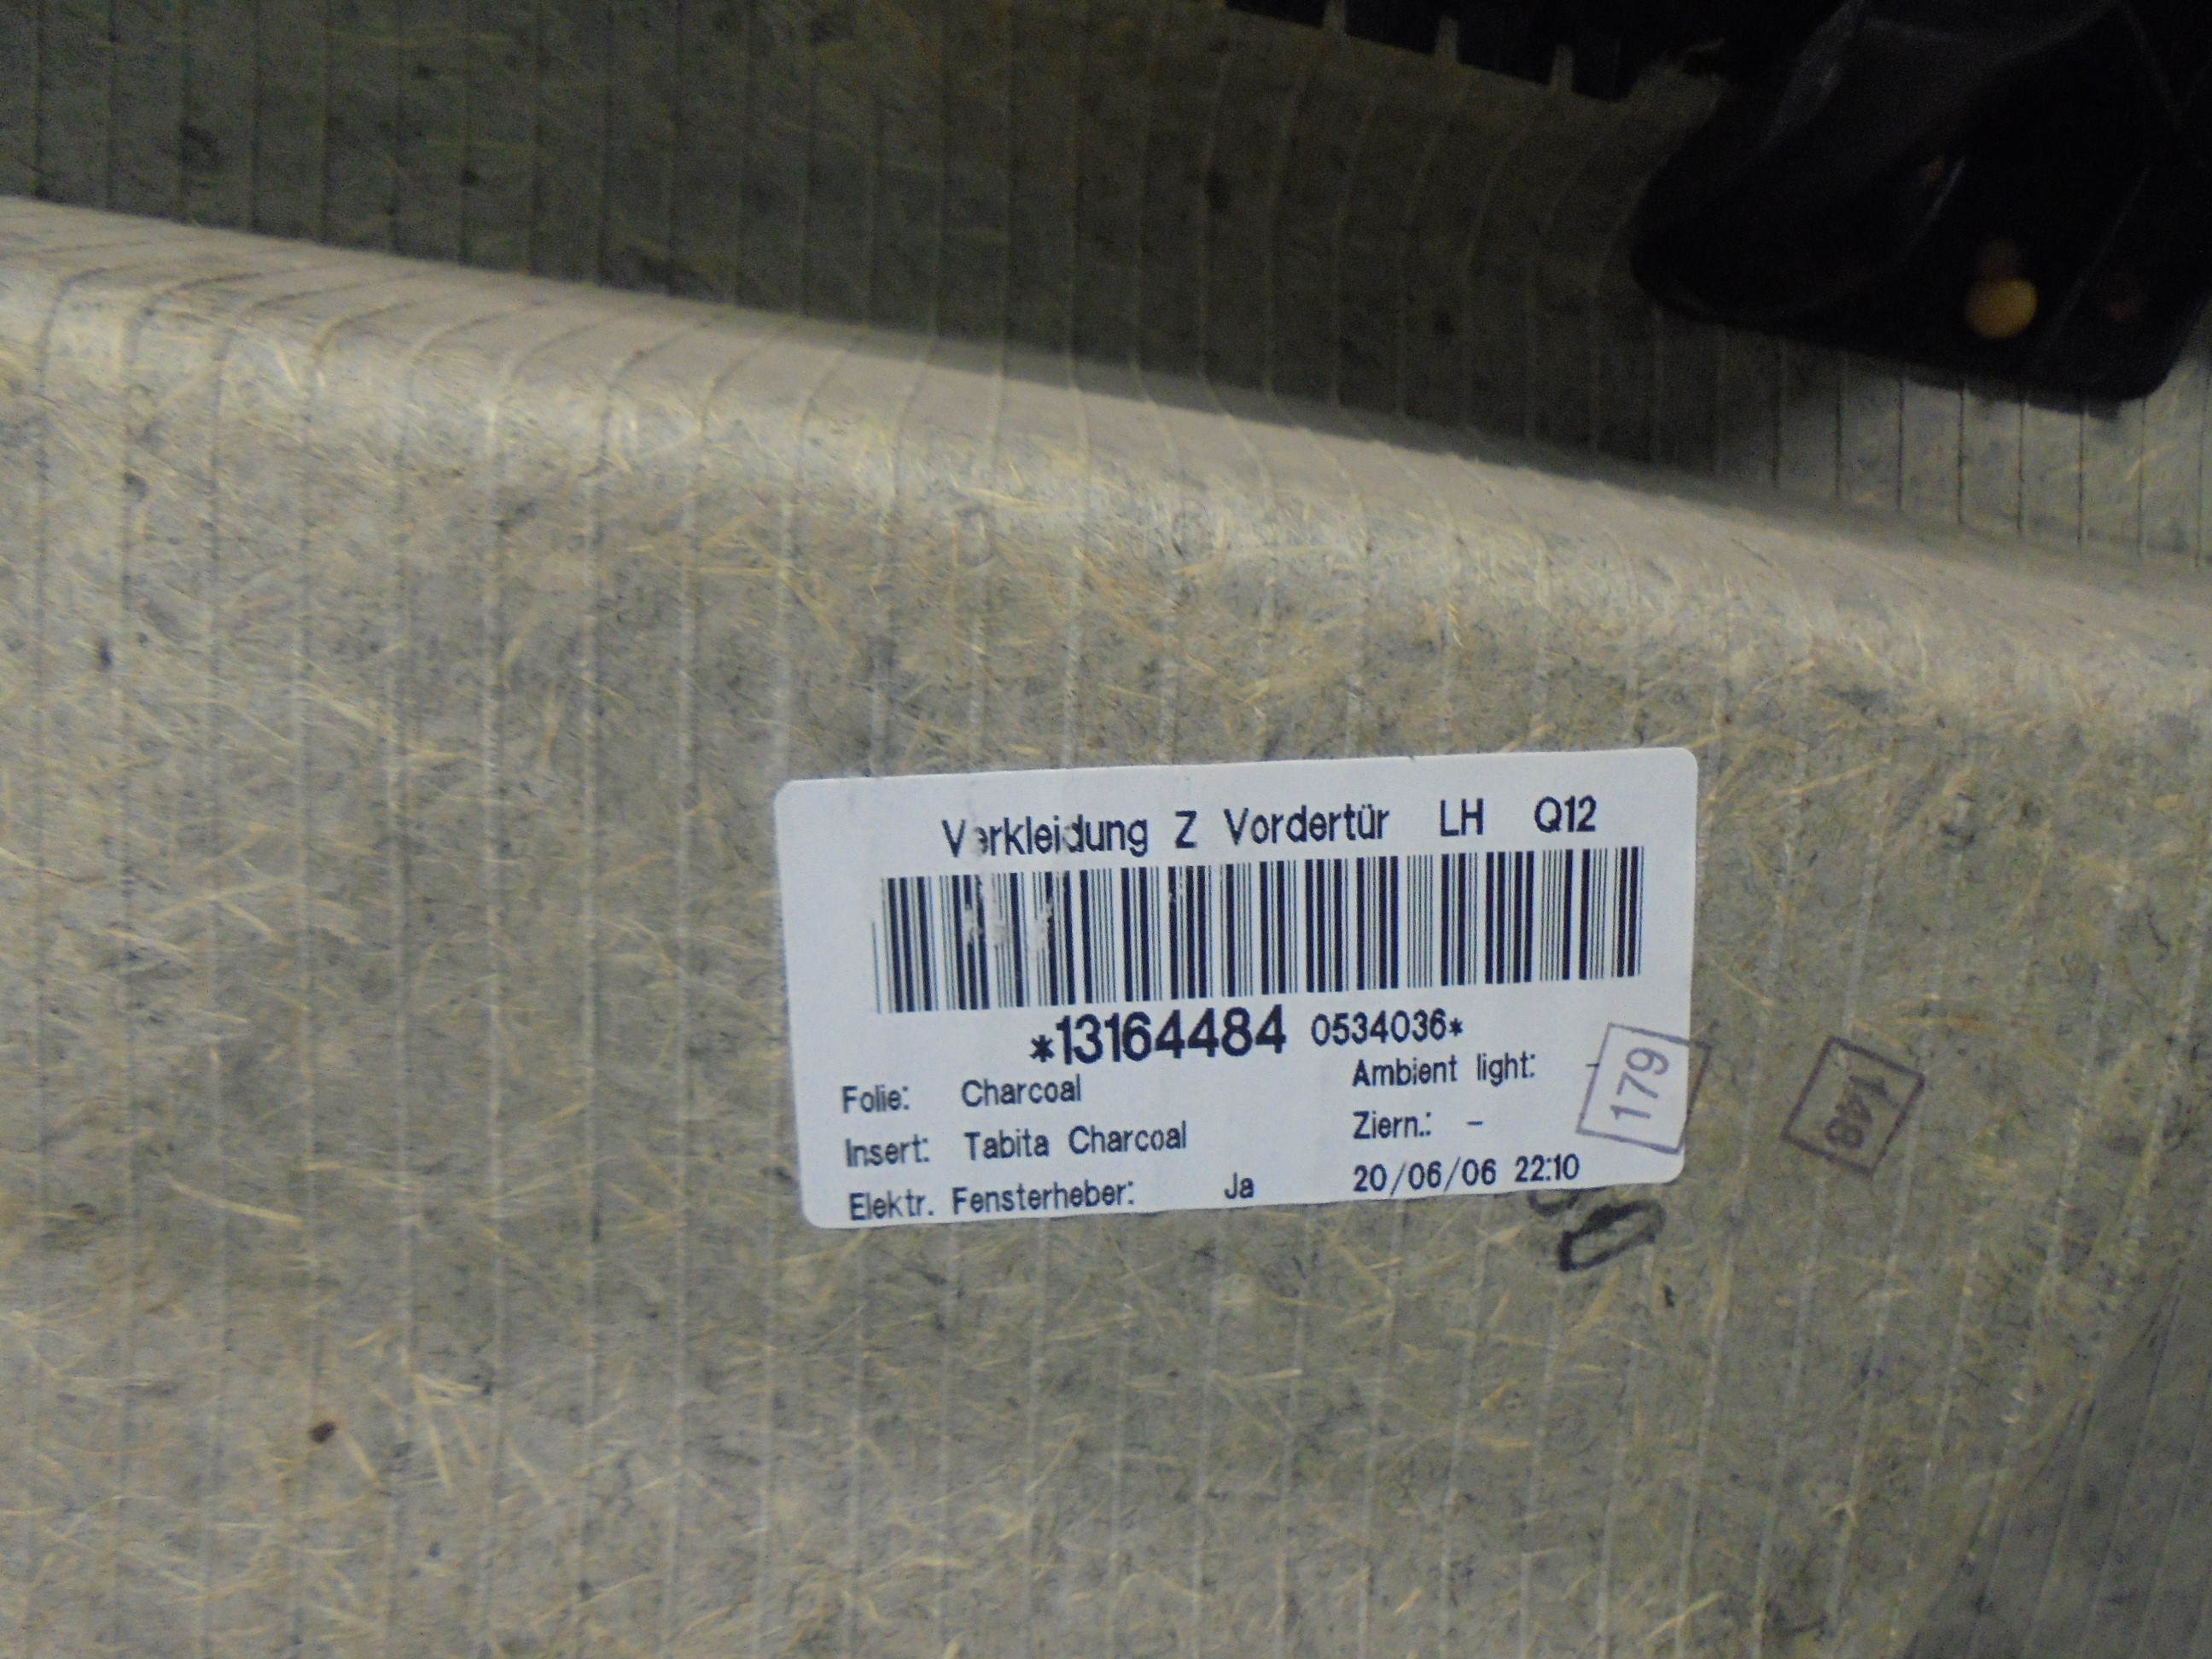 Verkleidung Z Vordertür LH Q12
*13164484 0534036*
Folie: Charcoal Ambient light: -
Insert: Tabita Charcoal Ziern.: -
Elektr. Fensterheber: Ja 20/06/06 22:10
179
148